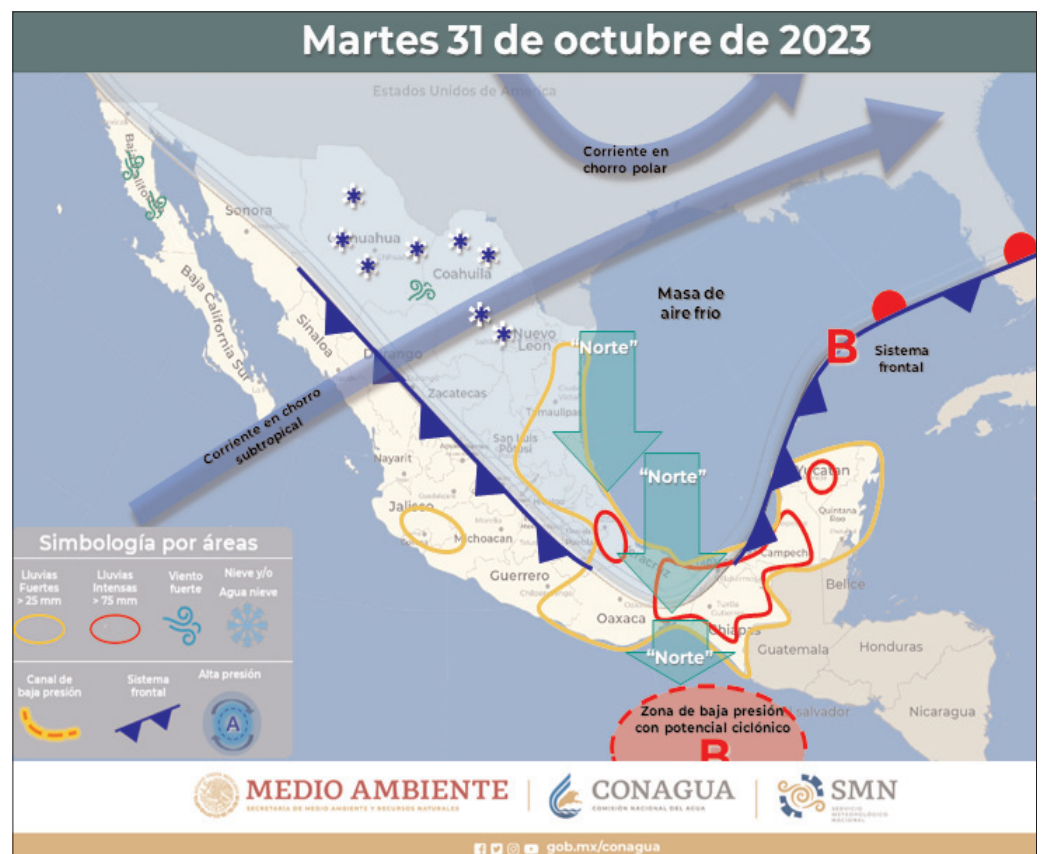 Martes 31 de octubre de 2023
Estados Unidos de América
Corriente en
chorro polar
Baja California
Sonora
Chihuahua
Coahuila
Masa de
aire frío
Baja California Sur
Sinaloa
Nuevo
León
"Norte"
B
Sistema
frontal
Durango
Zacatecas
Tamaulipas
Corriente en chorro
subtropical
San Luis
Potosí
Nayarit
"Norte"
Yucatán
Jalisco
Quintana
Roo
Michoacan
Puebla
Veracruz
Campeche
Guerrero
Belice
Oaxaca
Chiapas
"Norte"
Guatemala
Honduras
Zona de baja presión
con potencial ciclónico
B
El Salvador
Nicaragua
Simbología por áreas
Lluvias
Fuertes
> 25 mm
Lluvias
Intensas
> 75 mm
Viento
fuerte
Nieve y/o
Agua nieve
Canal de
baja presión
Sistema
frontal
Alta presión
A
MEDIO AMBIENTE
SECRETARÍA DE MEDIO AMBIENTE Y RECURSOS NATURALES
CONAGUA
COMISIÓN NACIONAL DEL AGUA
SMN
SERVICIO
METEOROLÓGICO
NACIONAL
gob.mx/conagua